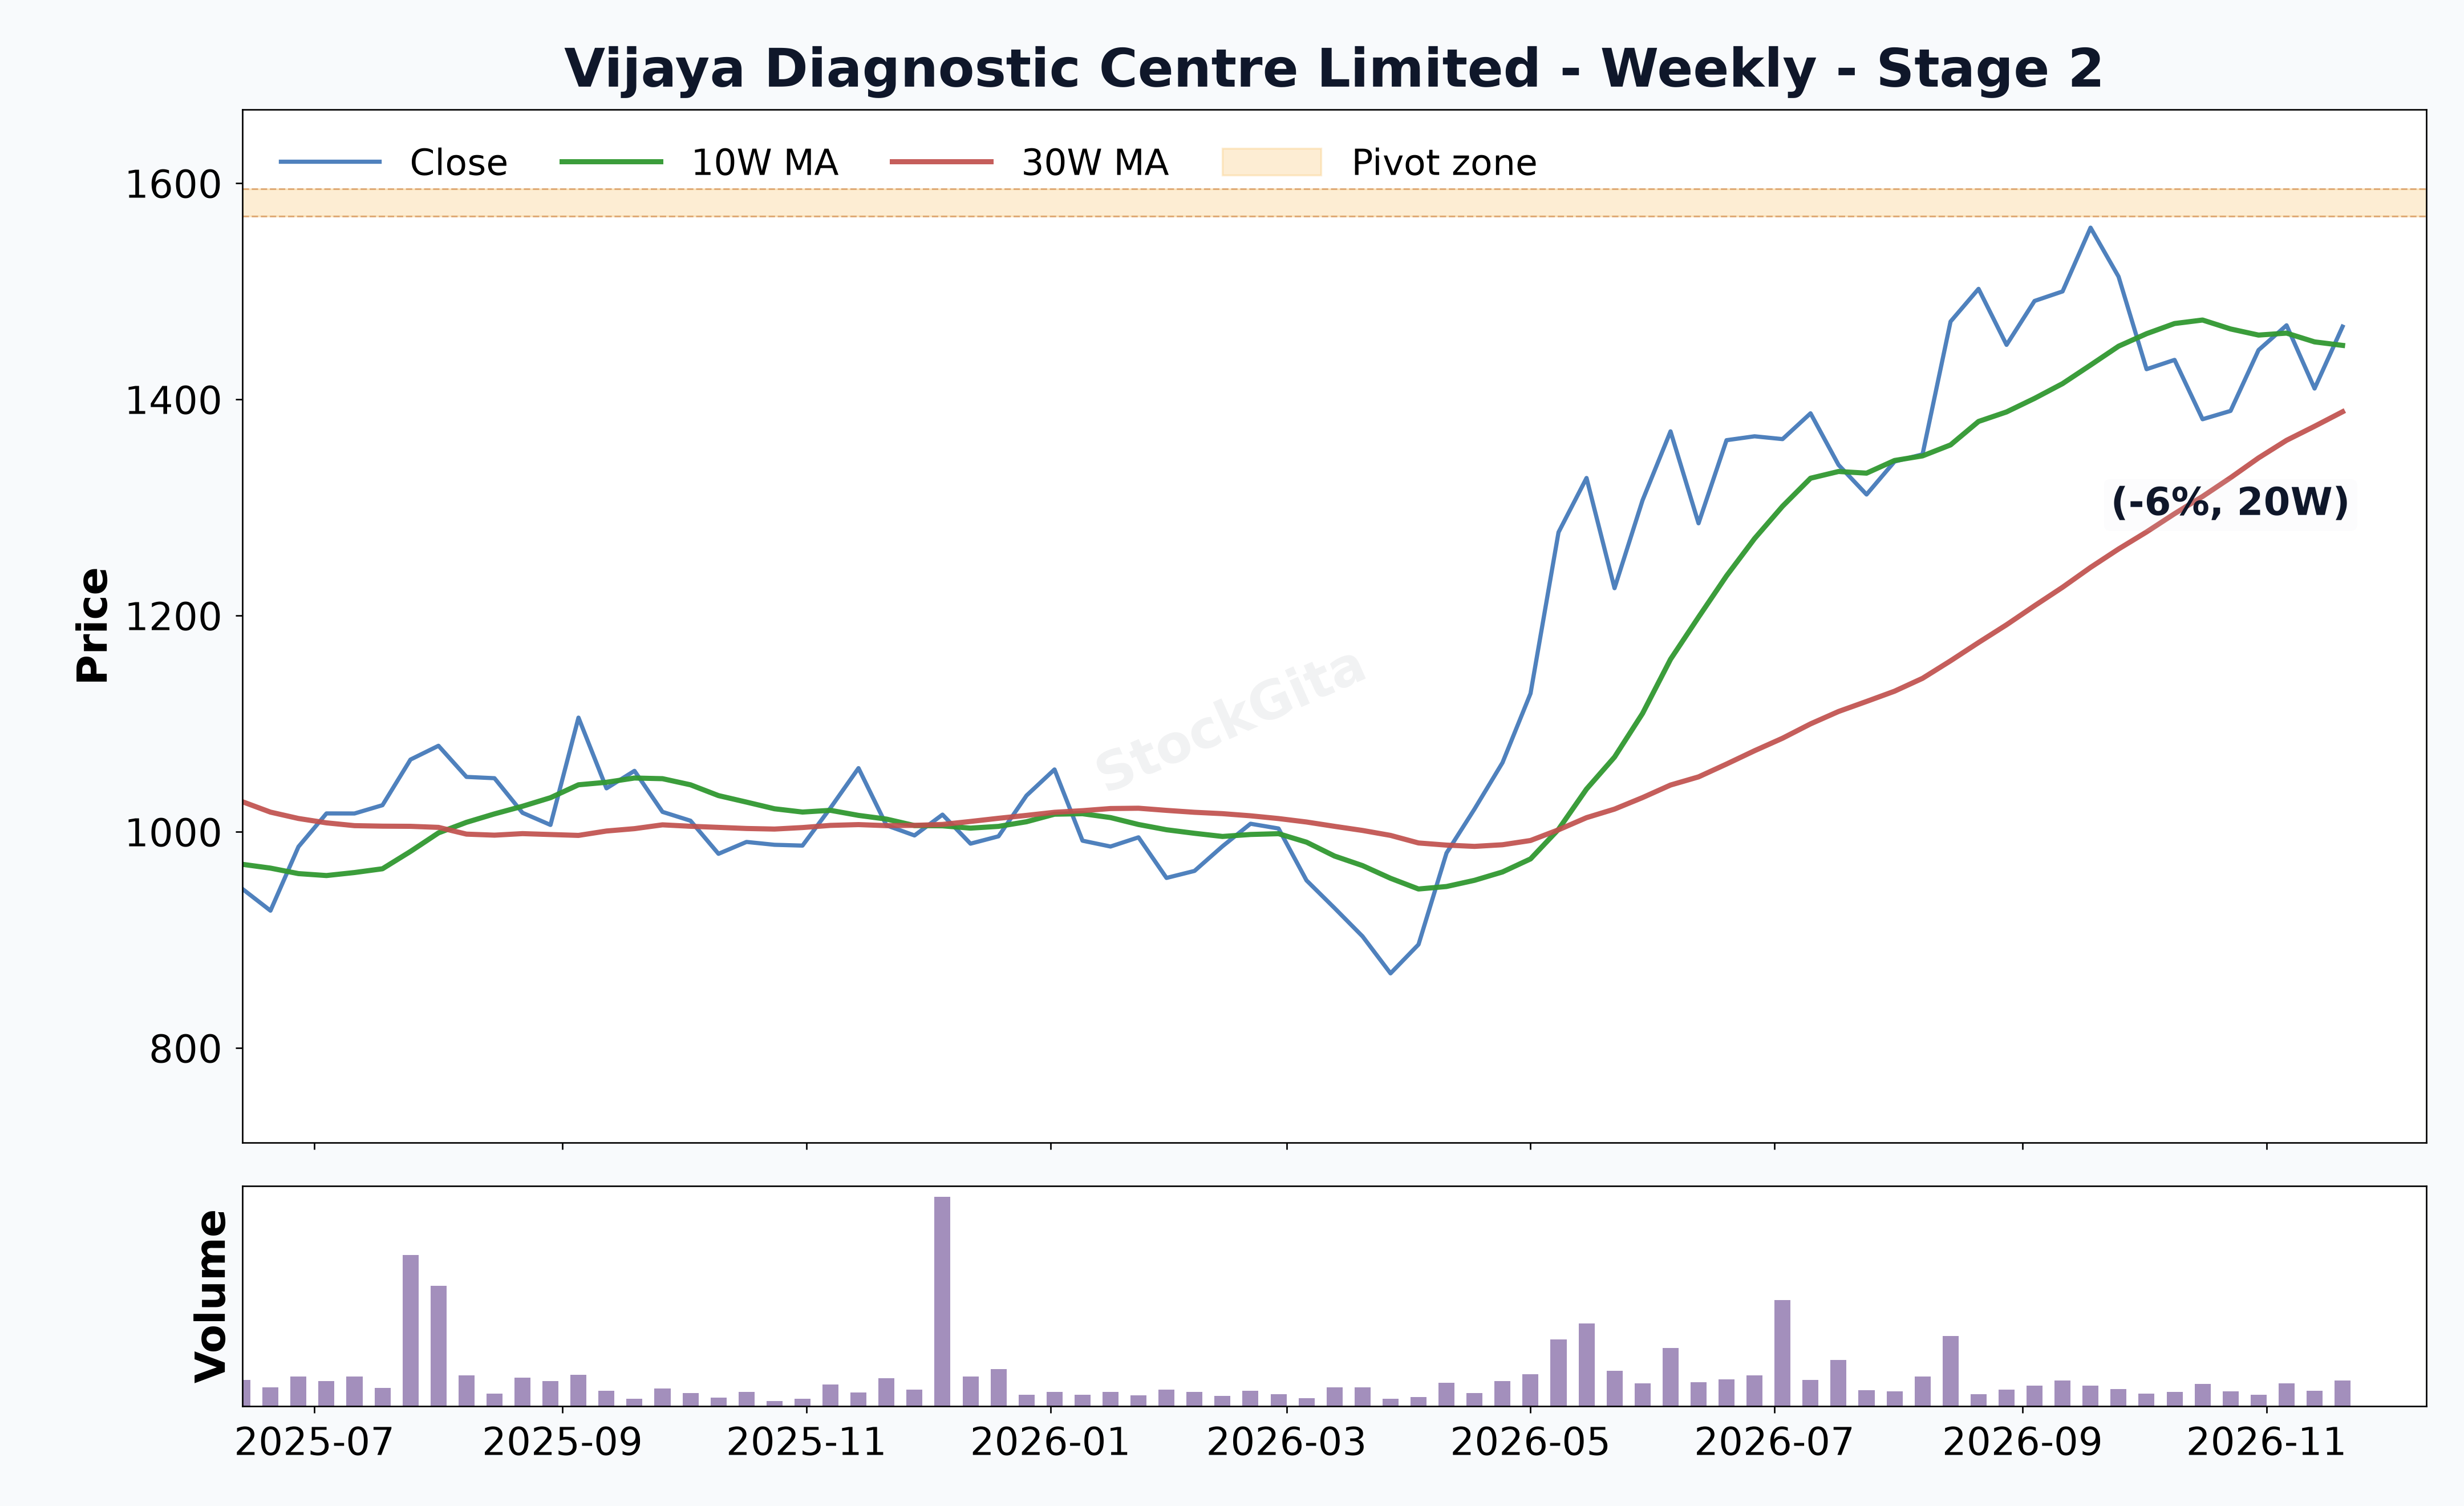 Vijaya Diagnostic Centre Limited - Weekly - Stage 2
Close
10W MA
30W MA
Pivot zone
1600
1400
1200
1000
800
Price
(-6%, 20W)
StockGita
Volume
2025-07
2025-09
2025-11
2026-01
2026-03
2026-05
2026-07
2026-09
2026-11